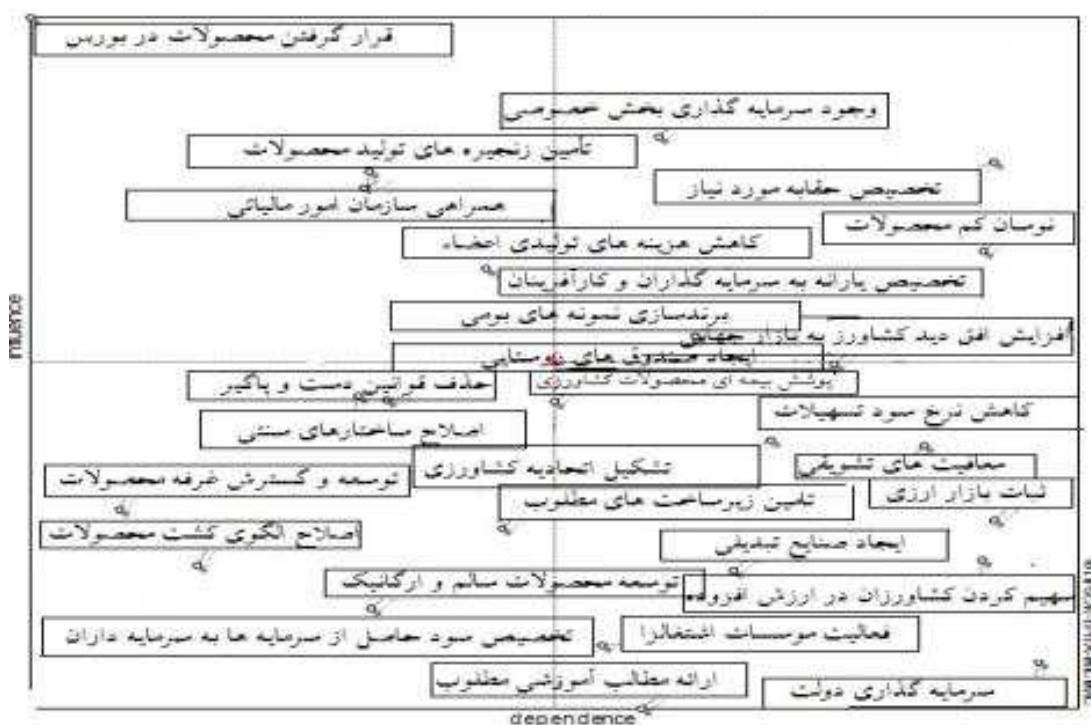 قرار گرفتن محصولات در بورس
وجود سرمایه گذاری بخش خصوصی
تأمین زنجیره های تولید محصولات
تخصیص حقابه مورد نیاز
همراهی سازمان امور مالیاتی
نوسان کم محصولات
کاهش هزینه های تولیدی اعضاء
تخصیص یارانه به سرمایه گذاران و کارآفرینان
برندسازی نمونه های بومی
افزایش افق دید کشاورز به بازار جهانی
ایجاد صندوق های روستایی
حذف قوانین دست و پاگیر
پوشش بیمه ای محصولات کشاورزی
کاهش نرخ سود تسهیلات
اصلاح ساختارهای سنتی
تشکیل اتحادیه کشاورزی
معافیت های تشویقی
توسعه و گسترش غرفه محصولات
تامین زیرساخت های مطلوب
ثبات بازار ارزی
اصلاح الگوی کشت محصولات
ایجاد صنایع تبدیلی
توسعه محصولات سالم و ارگانیک
سهیم کردن کشاورزان در ارزش افزوده
تخصیص سود حاصل از سرمایه ها به سرمایه داران
فعالیت موسسات اشتغالزا
ارائه مطالب آموزشی مطلوب
سرمایه گذاری دولت
dependence